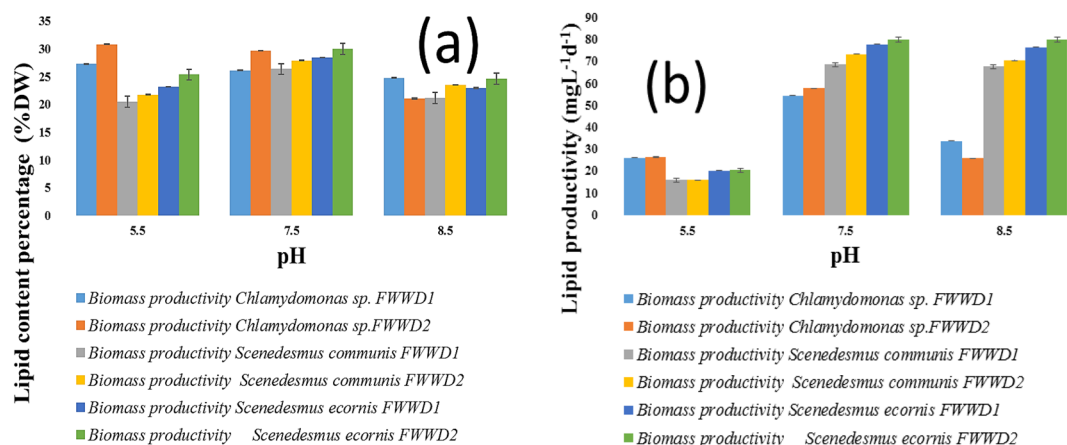 Lipid content percentage (%DW)
35
30
25
20
15
10
5
0
(a)
5.5
7.5
8.5
pH
Biomass productivity Chlamydomonas sp. FWWD1
Biomass productivity Chlamydomonas sp.FWWD2
Biomass productivity Scenedesmus communis FWWD1
Biomass productivity Scenedesmus communis FWWD2
Biomass productivity Scenedesmus ecornis FWWD1
Biomass productivity Scenedesmus ecornis FWWD2
Lipid productivity (mgL-1d-1)
90
80
70
60
50
40
30
20
10
0
(b)
5.5
7.5
8.5
pH
Biomass productivity Chlamydomonas sp. FWWD1
Biomass productivity Chlamydomonas sp.FWWD2
Biomass productivity Scenedesmus communis FWWD1
Biomass productivity Scenedesmus communis FWWD2
Biomass productivity Scenedesmus ecornis FWWD1
Biomass productivity Scenedesmus ecornis FWWD2